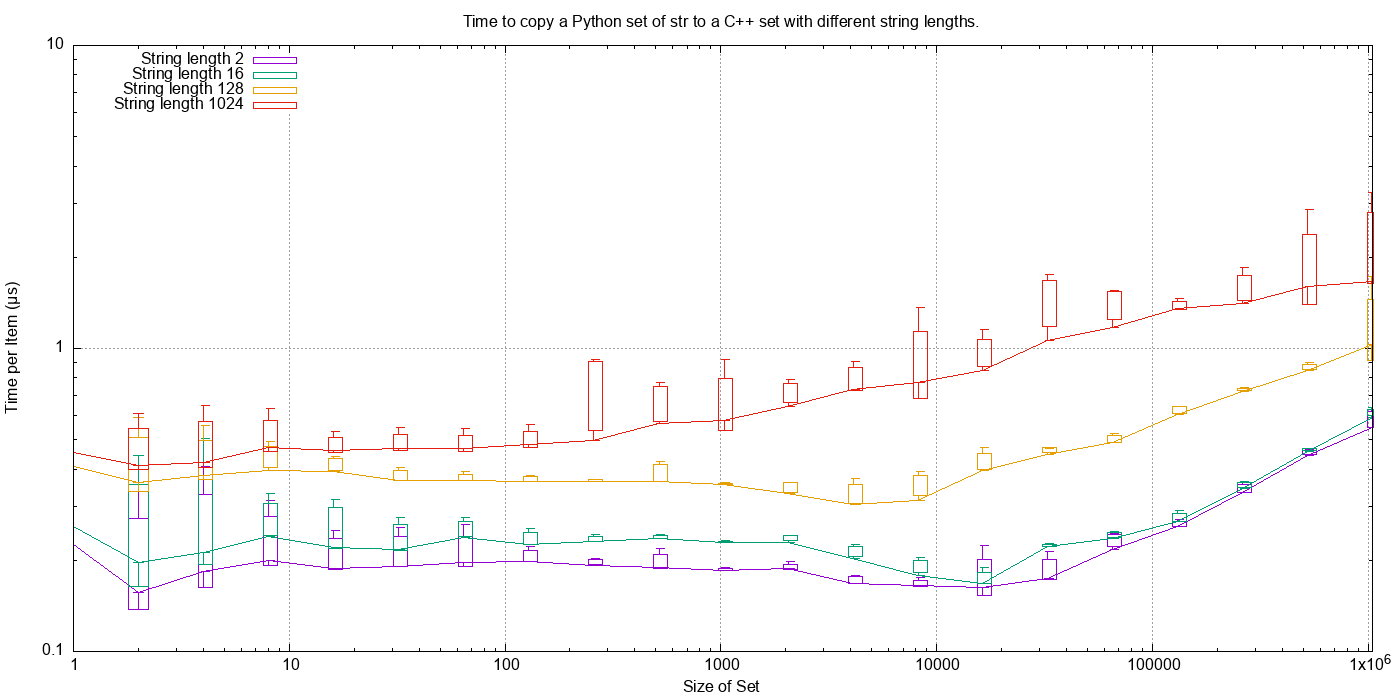 Time to copy a Python set of str to a C++ set with different string lengths.
10
String length 2
String length 16
String length 128
String length 1024
Time per Item (µs)
1
0.1
1 10 100 1000 10000 100000 1x10⁶
Size of Set